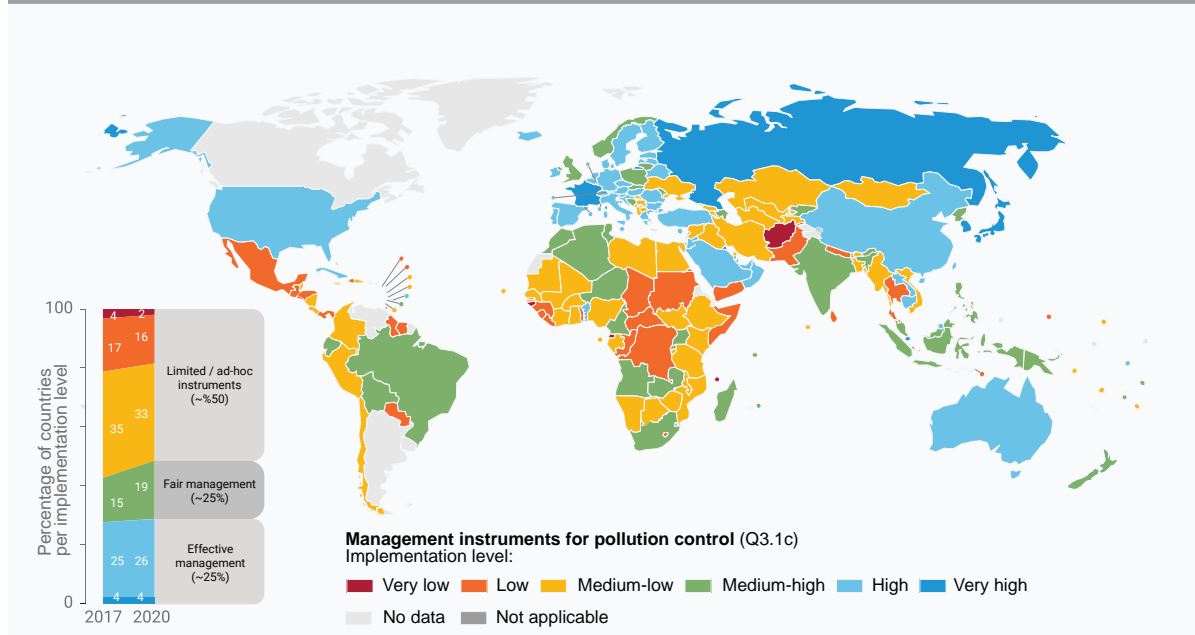 100
4 2
17 16
35 33
15 19
25 26
4 4
0
2017 2020
Percentage of countries
per implementation level
Limited / ad-hoc
instruments
(~%50)
Fair management
(~25%)
Effective
management
(~25%)
Management instruments for pollution control (Q3.1c)
Implementation level:
Very low Low Medium-low Medium-high High Very high
No data Not applicable